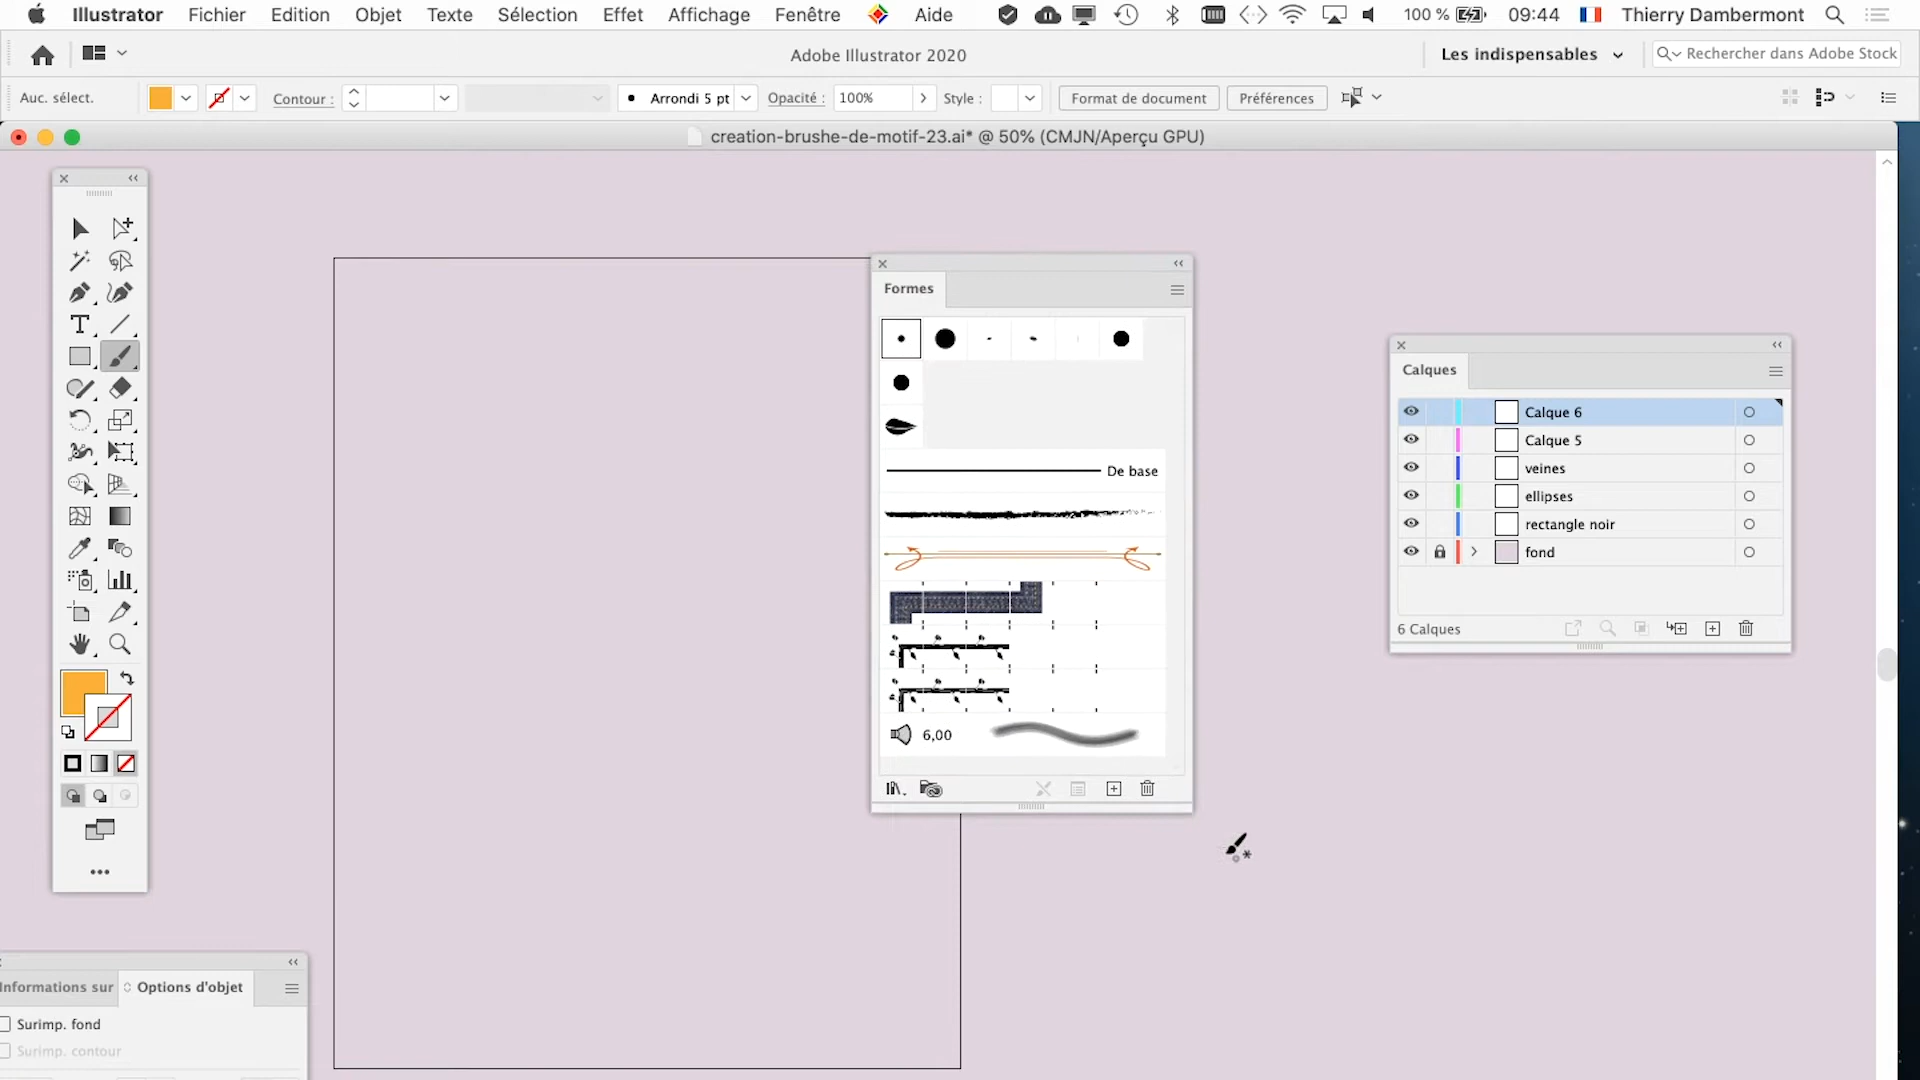 Illustrator Fichier Edition Objet Texte Sélection Effet Affichage Fenêtre Aide 100 % 09:44 Thierry Dambermont
Adobe Illustrator 2020 Les indispensables Rechercher dans Adobe Stock
Auc. sélect. Contour : Arrondi 5 pt Opacité : 100% Style : Format de document Préférences
creation-brushe-de-motif-23.ai* @ 50% (CMJN/Aperçu GPU)
Formes
De base
6,00
Calques
Calque 6
Calque 5
veines
ellipses
rectangle noir
fond
6 Calques
Informations sur Options d'objet
Surimp. fond
Surimp. contour